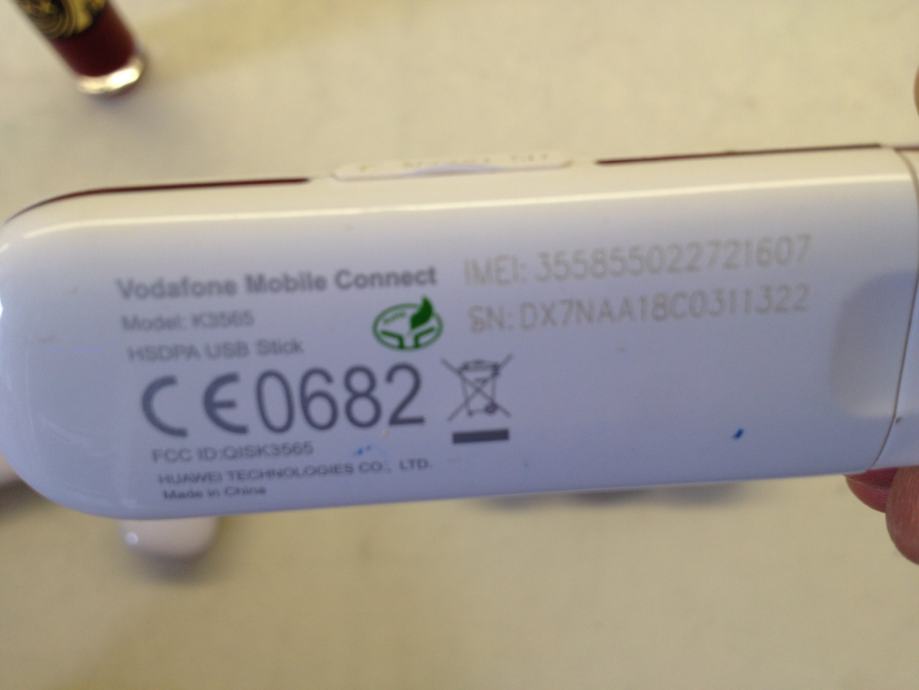 Vodafone Mobile Connect
Model: K3565
HSDPA USB Stick
CE0682
FCC ID:QISK3565
HUAWEI TECHNOLOGIES CO., LTD.
Made in China
IMEI: 355855022721607
SN: DX7NAA18C0311322